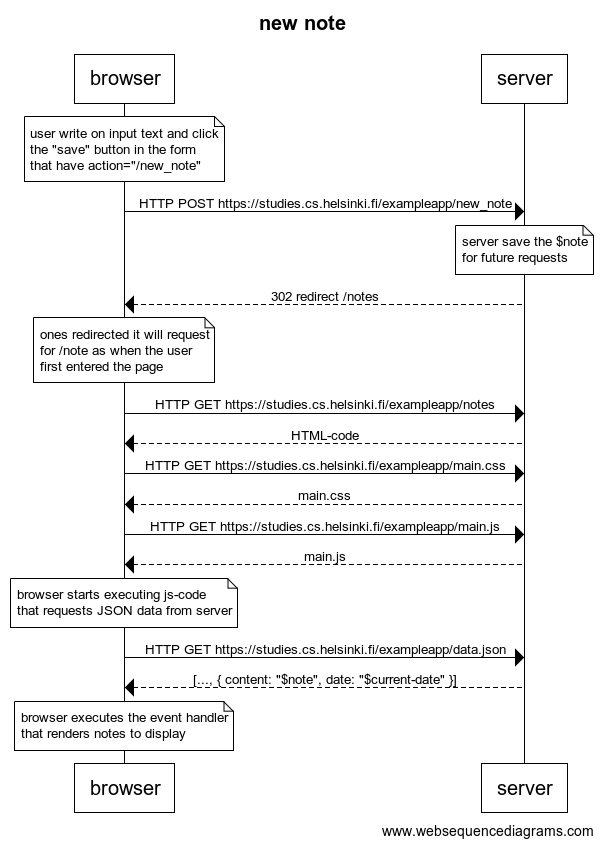 new note
browser
server
user write on input text and click
the "save" button in the form
that have action="/new_note"
HTTP POST https://studies.cs.helsinki.fi/exampleapp/new_note
server save the $note
for future requests
302 redirect /notes
ones redirected it will request
for /note as when the user
first entered the page
HTTP GET https://studies.cs.helsinki.fi/exampleapp/notes
HTML-code
HTTP GET https://studies.cs.helsinki.fi/exampleapp/main.css
main.css
HTTP GET https://studies.cs.helsinki.fi/exampleapp/main.js
main.js
browser starts executing js-code
that requests JSON data from server
HTTP GET https://studies.cs.helsinki.fi/exampleapp/data.json
[..., { content: "$note", date: "$current-date" }]
browser executes the event handler
that renders notes to display
browser
server
www.websequencediagrams.com